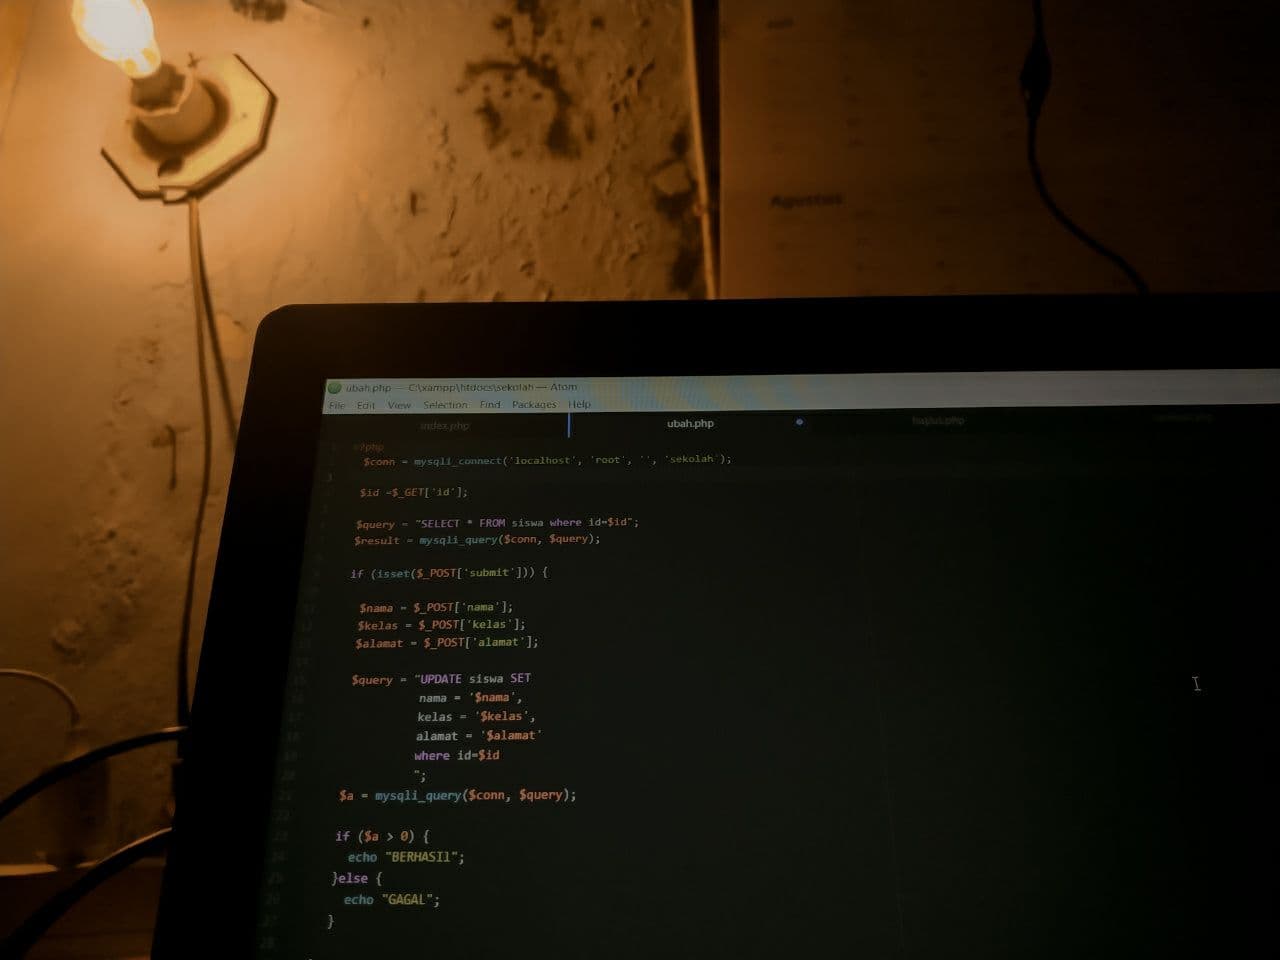 Agustus
ubah.php — C:\xampp\htdocs\sekolah — Atom
File Edit View Selection Find Packages Help
index.php ubah.php hapus.php
<?php
$conn = mysqli_connect('localhost', 'root', '', 'sekolah');
$id =$_GET['id'];
$query = "SELECT * FROM siswa where id=$id";
$result = mysqli_query($conn, $query);
if (isset($_POST['submit'])) {
$nama = $_POST['nama'];
$kelas = $_POST['kelas'];
$alamat = $_POST['alamat'];
$query = "UPDATE siswa SET
nama = '$nama',
kelas = '$kelas',
alamat = '$alamat'
where id=$id
";
$a = mysqli_query($conn, $query);
if ($a > 0) {
echo "BERHASIl";
}else {
echo "GAGAL";
}